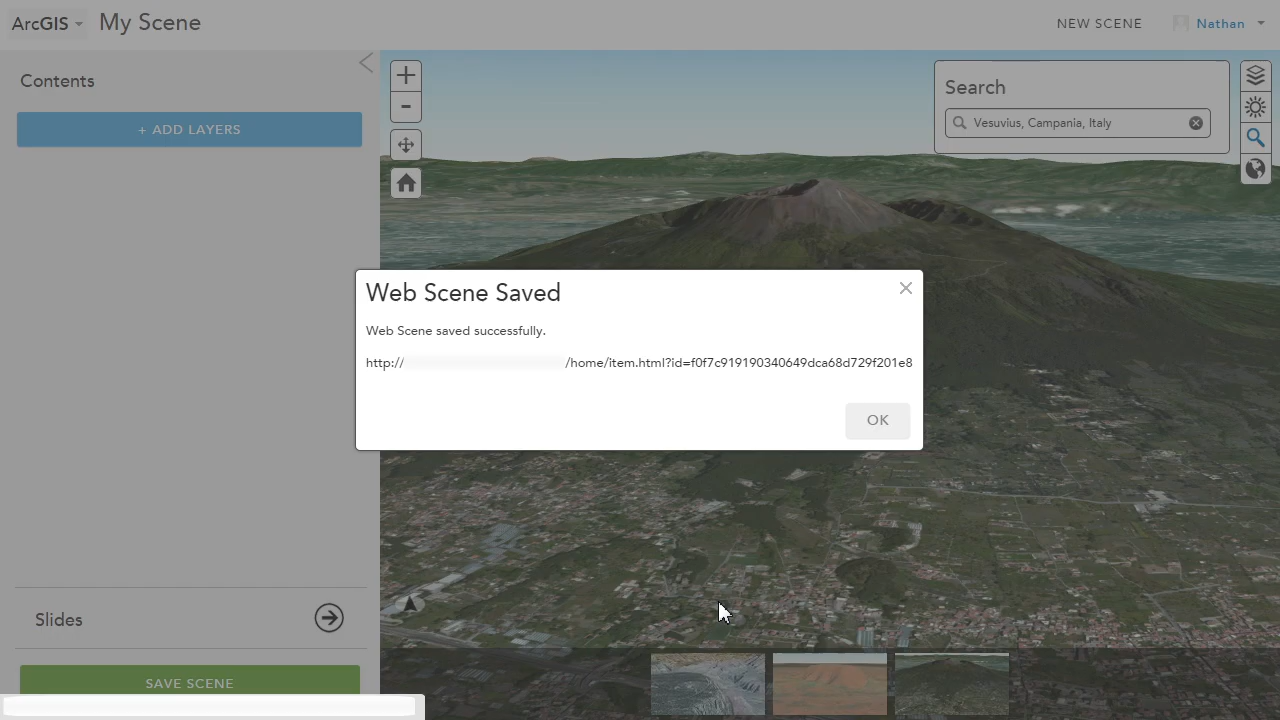 ArcGIS My Scene NEW SCENE Nathan
Contents
+ ADD LAYERS
Search
Vesuvius, Campania, Italy
Web Scene Saved
Web Scene saved successfully.
http:// /home/item.html?id=f0f7c919190340649dca68d729f201e8
OK
Slides
SAVE SCENE